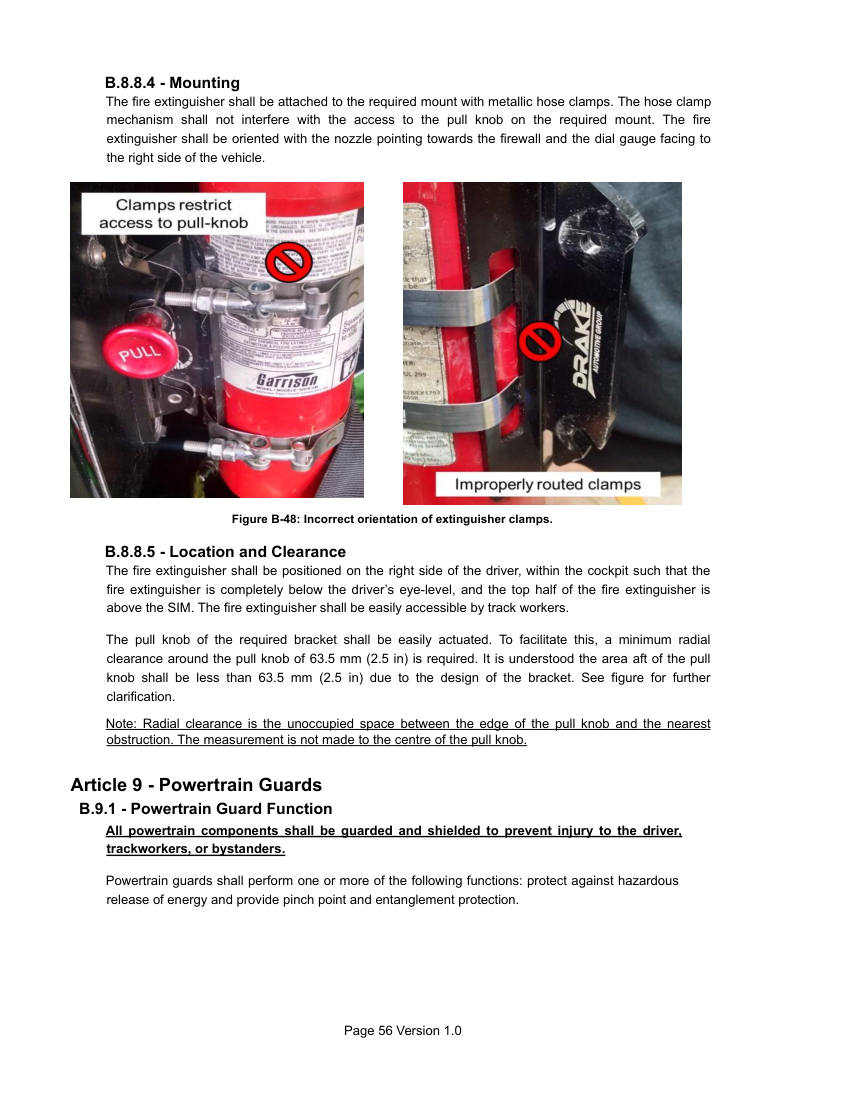 B.8.8.4 - Mounting
The fire extinguisher shall be attached to the required mount with metallic hose clamps. The hose clamp
mechanism shall not interfere with the access to the pull knob on the required mount. The fire
extinguisher shall be oriented with the nozzle pointing towards the firewall and the dial gauge facing to
the right side of the vehicle.
Clamps restrict
access to pull-knob
PULL
Garrison
DRAKE
AUTOMOTIVE GROUP
Improperly routed clamps
Figure B-48: Incorrect orientation of extinguisher clamps.
B.8.8.5 - Location and Clearance
The fire extinguisher shall be positioned on the right side of the driver, within the cockpit such that the
fire extinguisher is completely below the driver’s eye-level, and the top half of the fire extinguisher is
above the SIM. The fire extinguisher shall be easily accessible by track workers.
The pull knob of the required bracket shall be easily actuated. To facilitate this, a minimum radial
clearance around the pull knob of 63.5 mm (2.5 in) is required. It is understood the area aft of the pull
knob shall be less than 63.5 mm (2.5 in) due to the design of the bracket. See figure for further
clarification.
Note: Radial clearance is the unoccupied space between the edge of the pull knob and the nearest
obstruction. The measurement is not made to the centre of the pull knob.
Article 9 - Powertrain Guards
B.9.1 - Powertrain Guard Function
All powertrain components shall be guarded and shielded to prevent injury to the driver,
trackworkers, or bystanders.
Powertrain guards shall perform one or more of the following functions: protect against hazardous
release of energy and provide pinch point and entanglement protection.
Page 56 Version 1.0